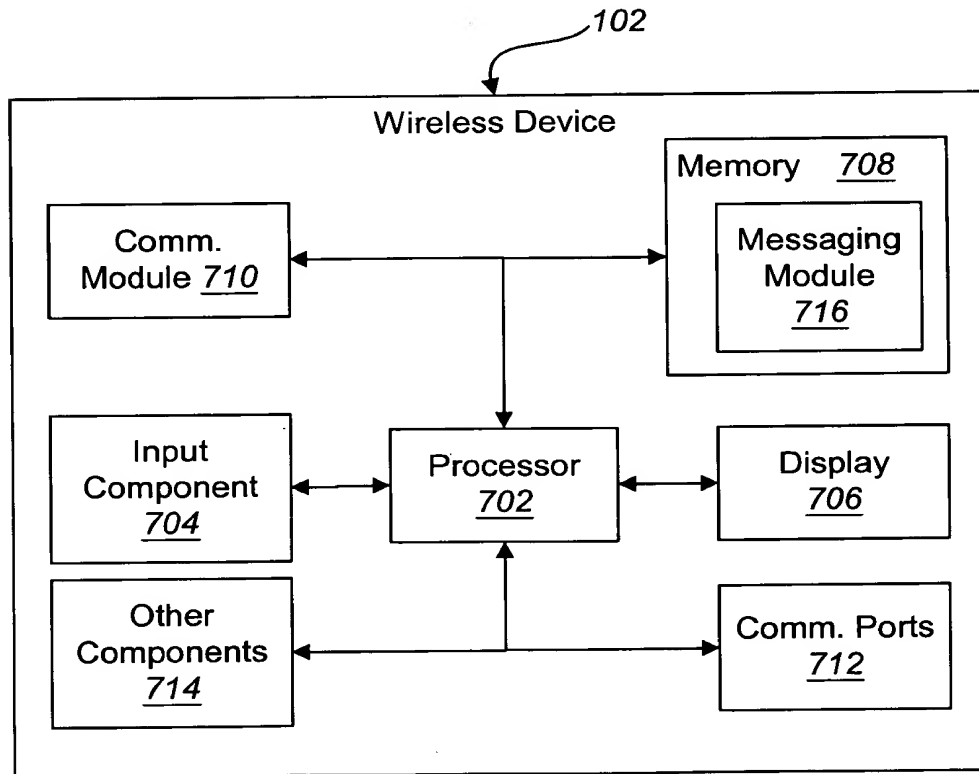 102
Wireless Device
Memory 708
Messaging
Module
716
Comm.
Module 710
Input
Component
704
Processor
702
Display
706
Other
Components
714
Comm. Ports
712